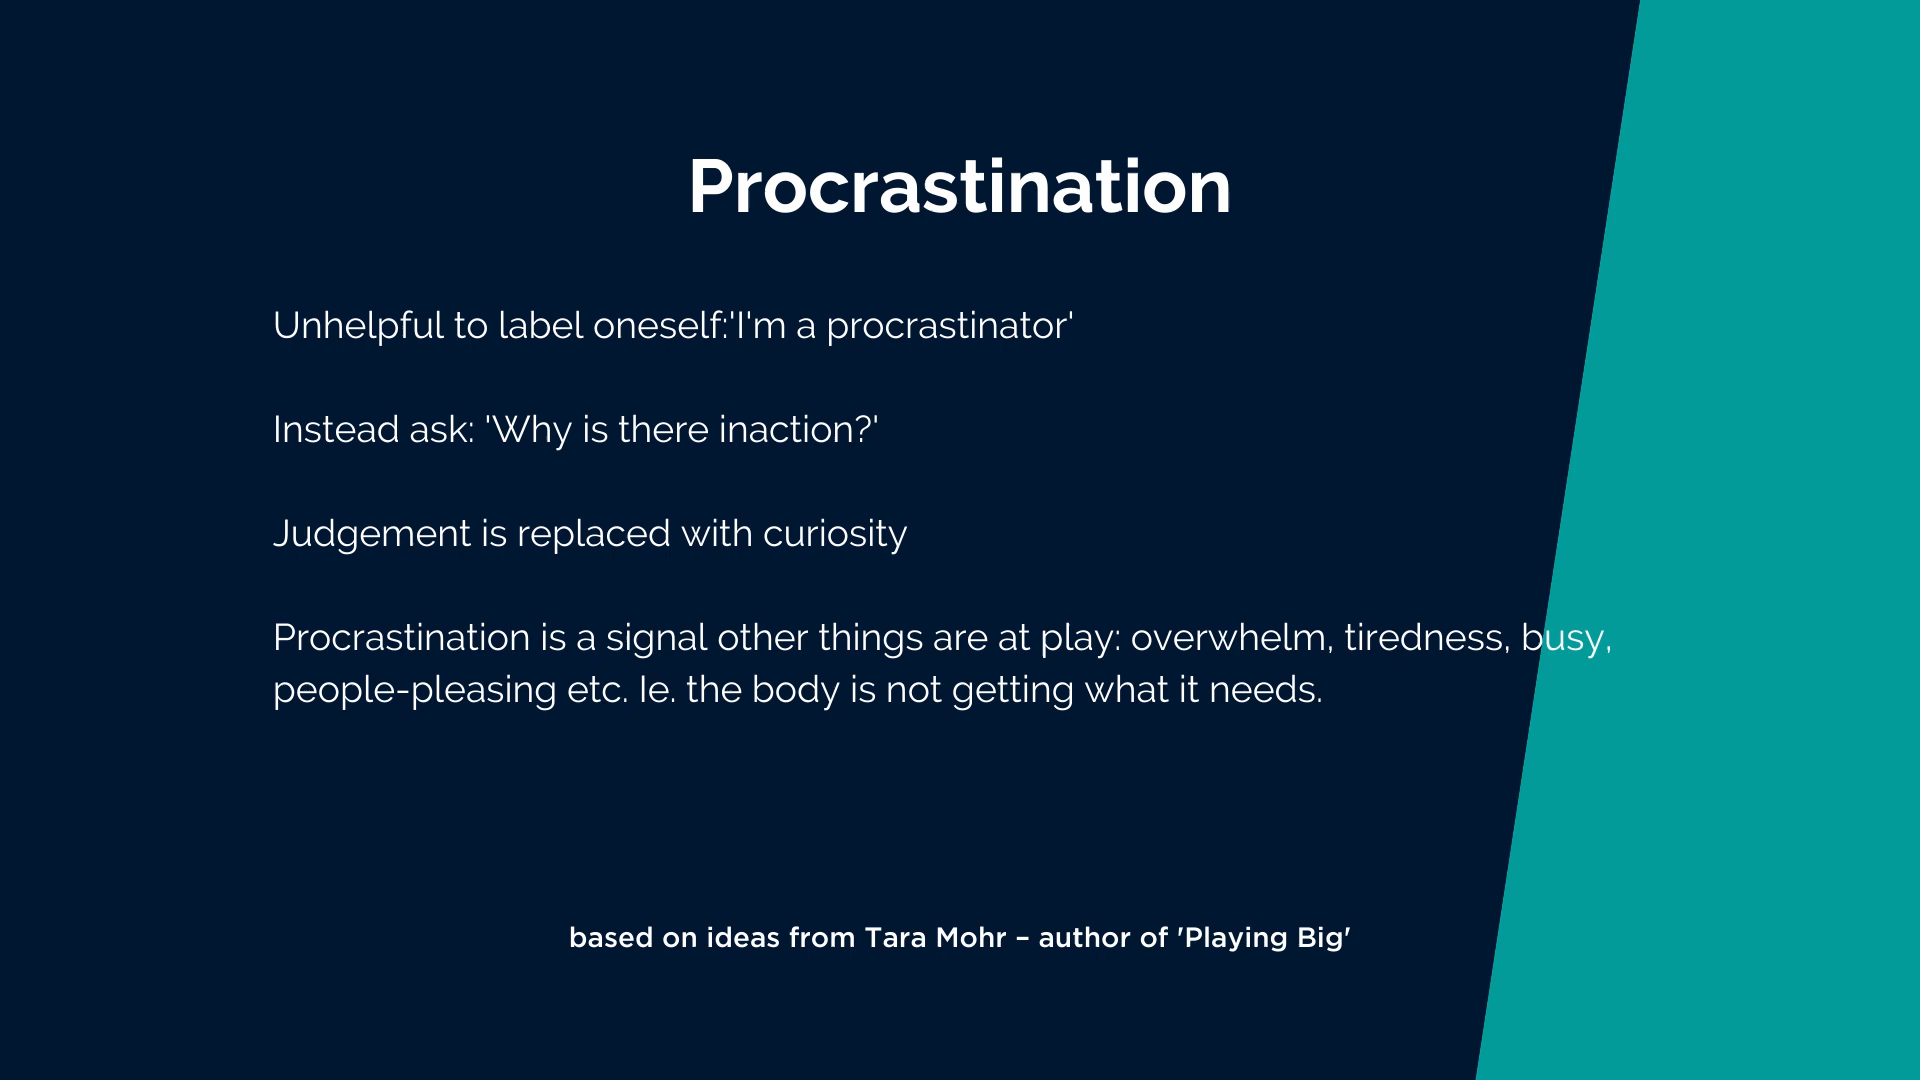 Procrastination
Unhelpful to label oneself:'I'm a procrastinator'
Instead ask: 'Why is there inaction?'
Judgement is replaced with curiosity
Procrastination is a signal other things are at play: overwhelm, tiredness, busy,
people-pleasing etc. Ie. the body is not getting what it needs.
based on ideas from Tara Mohr – author of 'Playing Big'